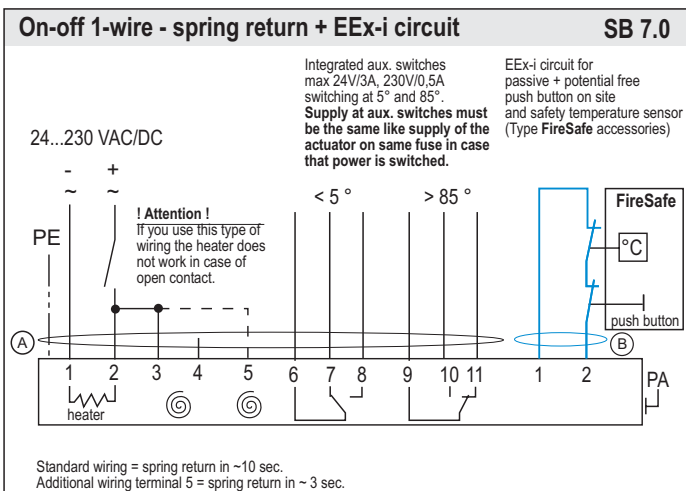 On-off 1-wire - spring return + EEx-i circuit SB 7.0
Integrated aux. switches
max 24V/3A, 230V/0,5A
switching at 5° and 85°.
Supply at aux. switches must
be the same like supply of the
actuator on same fuse in case
that power is switched.
EEx-i circuit for
passive + potential free
push button on site
and safety temperature sensor
(Type FireSafe accessories)
24...230 VAC/DC
- +
~ ~
! Attention !
If you use this type of
wiring the heater does
not work in case of
open contact.
< 5 ° > 85 °
FireSafe
°C
push button
PE
A
B
1 2 3 4 5 6 7 8 9 10 11 1 2
PA
heater
Standard wiring = spring return in ~10 sec.
Additional wiring terminal 5 = spring return in ~ 3 sec.